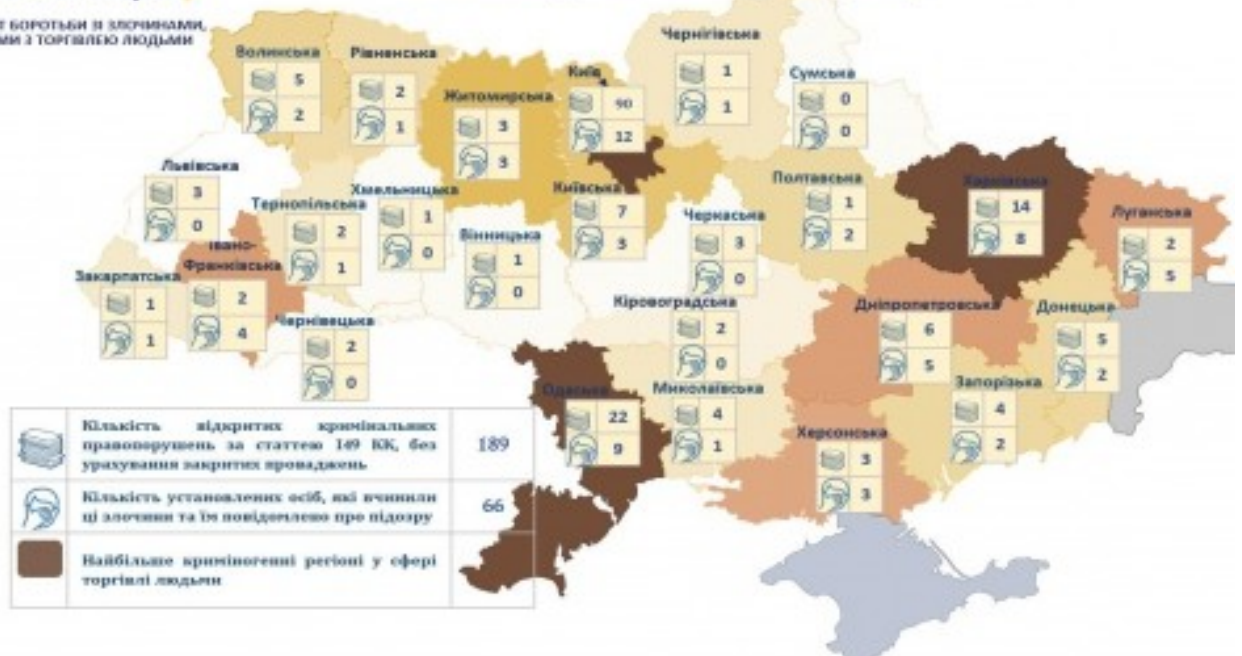 Т БОРОТЬБИ ЗІ ЗЛОЧИНАМИ,
МИ З ТОРГІВЛЕЮ ЛЮДЬМИ
Волинська
5
2
Рівненська
2
1
Житомирська
3
3
Київ
90
12
Чернігівська
1
1
Сумська
0
0
Львівська
3
0
Тернопільська
2
1
Хмельницька
1
0
Вінницька
1
0
Київська
7
3
Черкаська
3
0
Полтавська
1
2
Харківська
14
8
Луганська
2
5
Закарпатська
1
1
Івано-
Франківська
2
4
Чернівецька
2
0
Кіровоградська
2
0
Дніпропетровська
6
5
Донецька
5
2
Одеська
22
9
Миколаївська
4
1
Херсонська
3
3
Запорізька
4
2
Кількість відкритих кримінальних
правопорушень за статтею 149 КК, без
урахування закритих проваджень
189
Кількість установлених осіб, які вчинили
ці злочини та їм повідомлено про підозру
66
Найбільше криміногенні регіони у сфері
торгівлі людьми